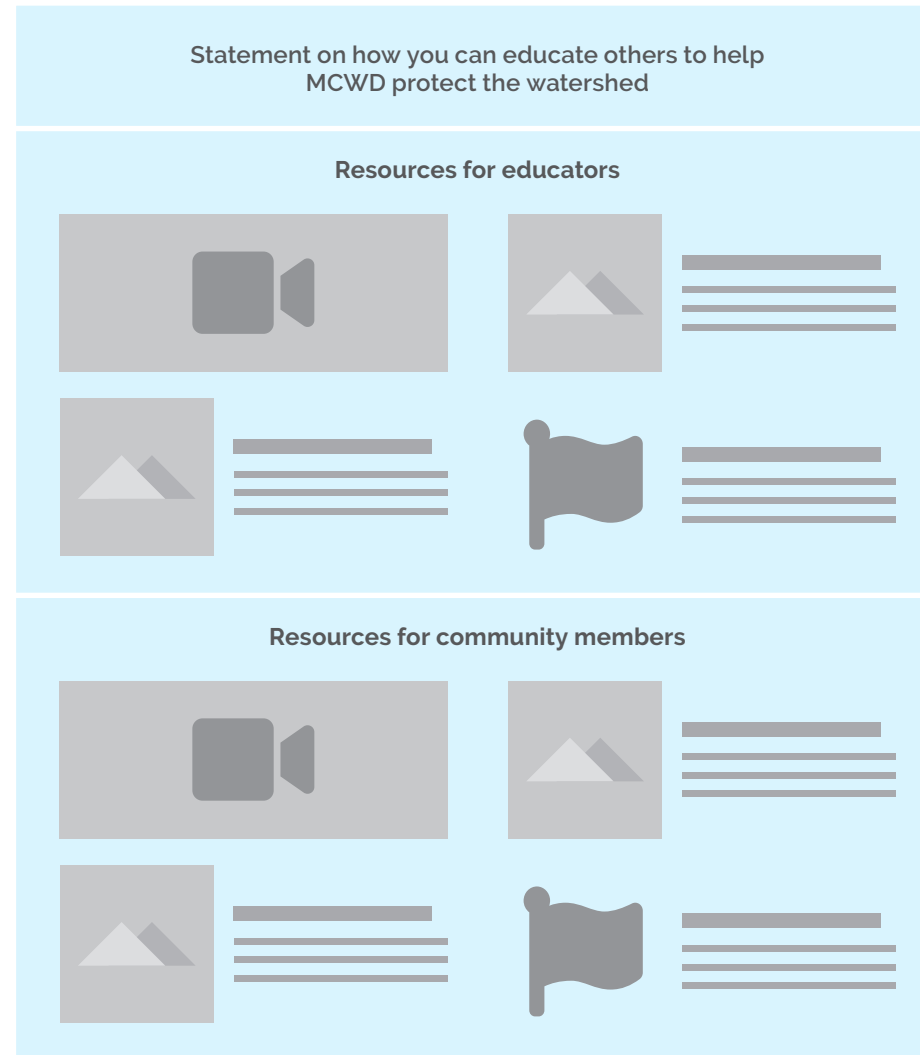 Statement on how you can educate others to help
MCWD protect the watershed
Resources for educators
Resources for community members